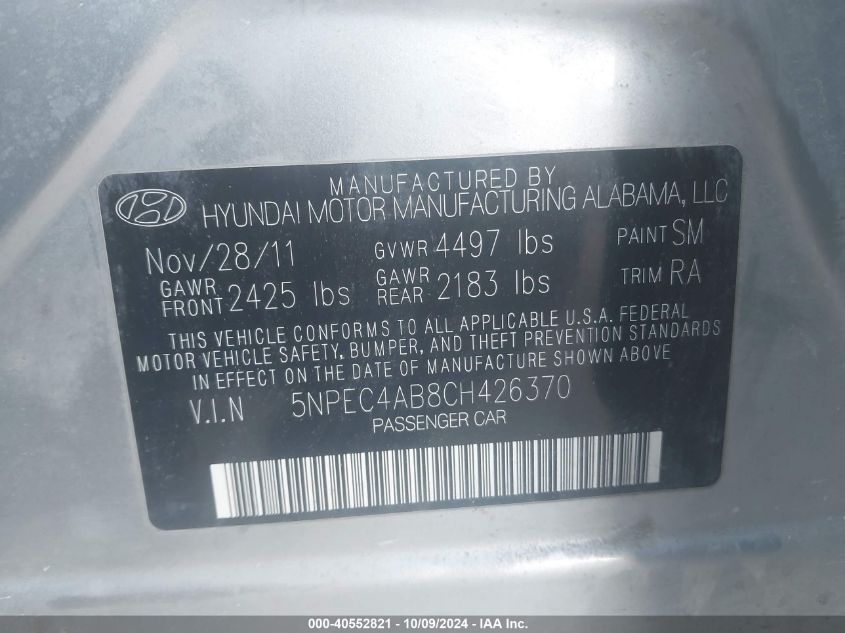 MANUFACTURED BY
HYUNDAI MOTOR MANUFACTURING ALABAMA, LLC
Nov/28/11 GVWR 4497 lbs PAINT SM
GAWR FRONT 2425 lbs GAWR REAR 2183 lbs TRIM RA
THIS VEHICLE CONFORMS TO ALL APPLICABLE U.S.A. FEDERAL
MOTOR VEHICLE SAFETY, BUMPER, AND THEFT PREVENTION STANDARDS
IN EFFECT ON THE DATE OF MANUFACTURE SHOWN ABOVE
V.I.N 5NPEC4AB8CH426370
PASSENGER CAR
000-40552821 - 10/09/2024 - IAA Inc.